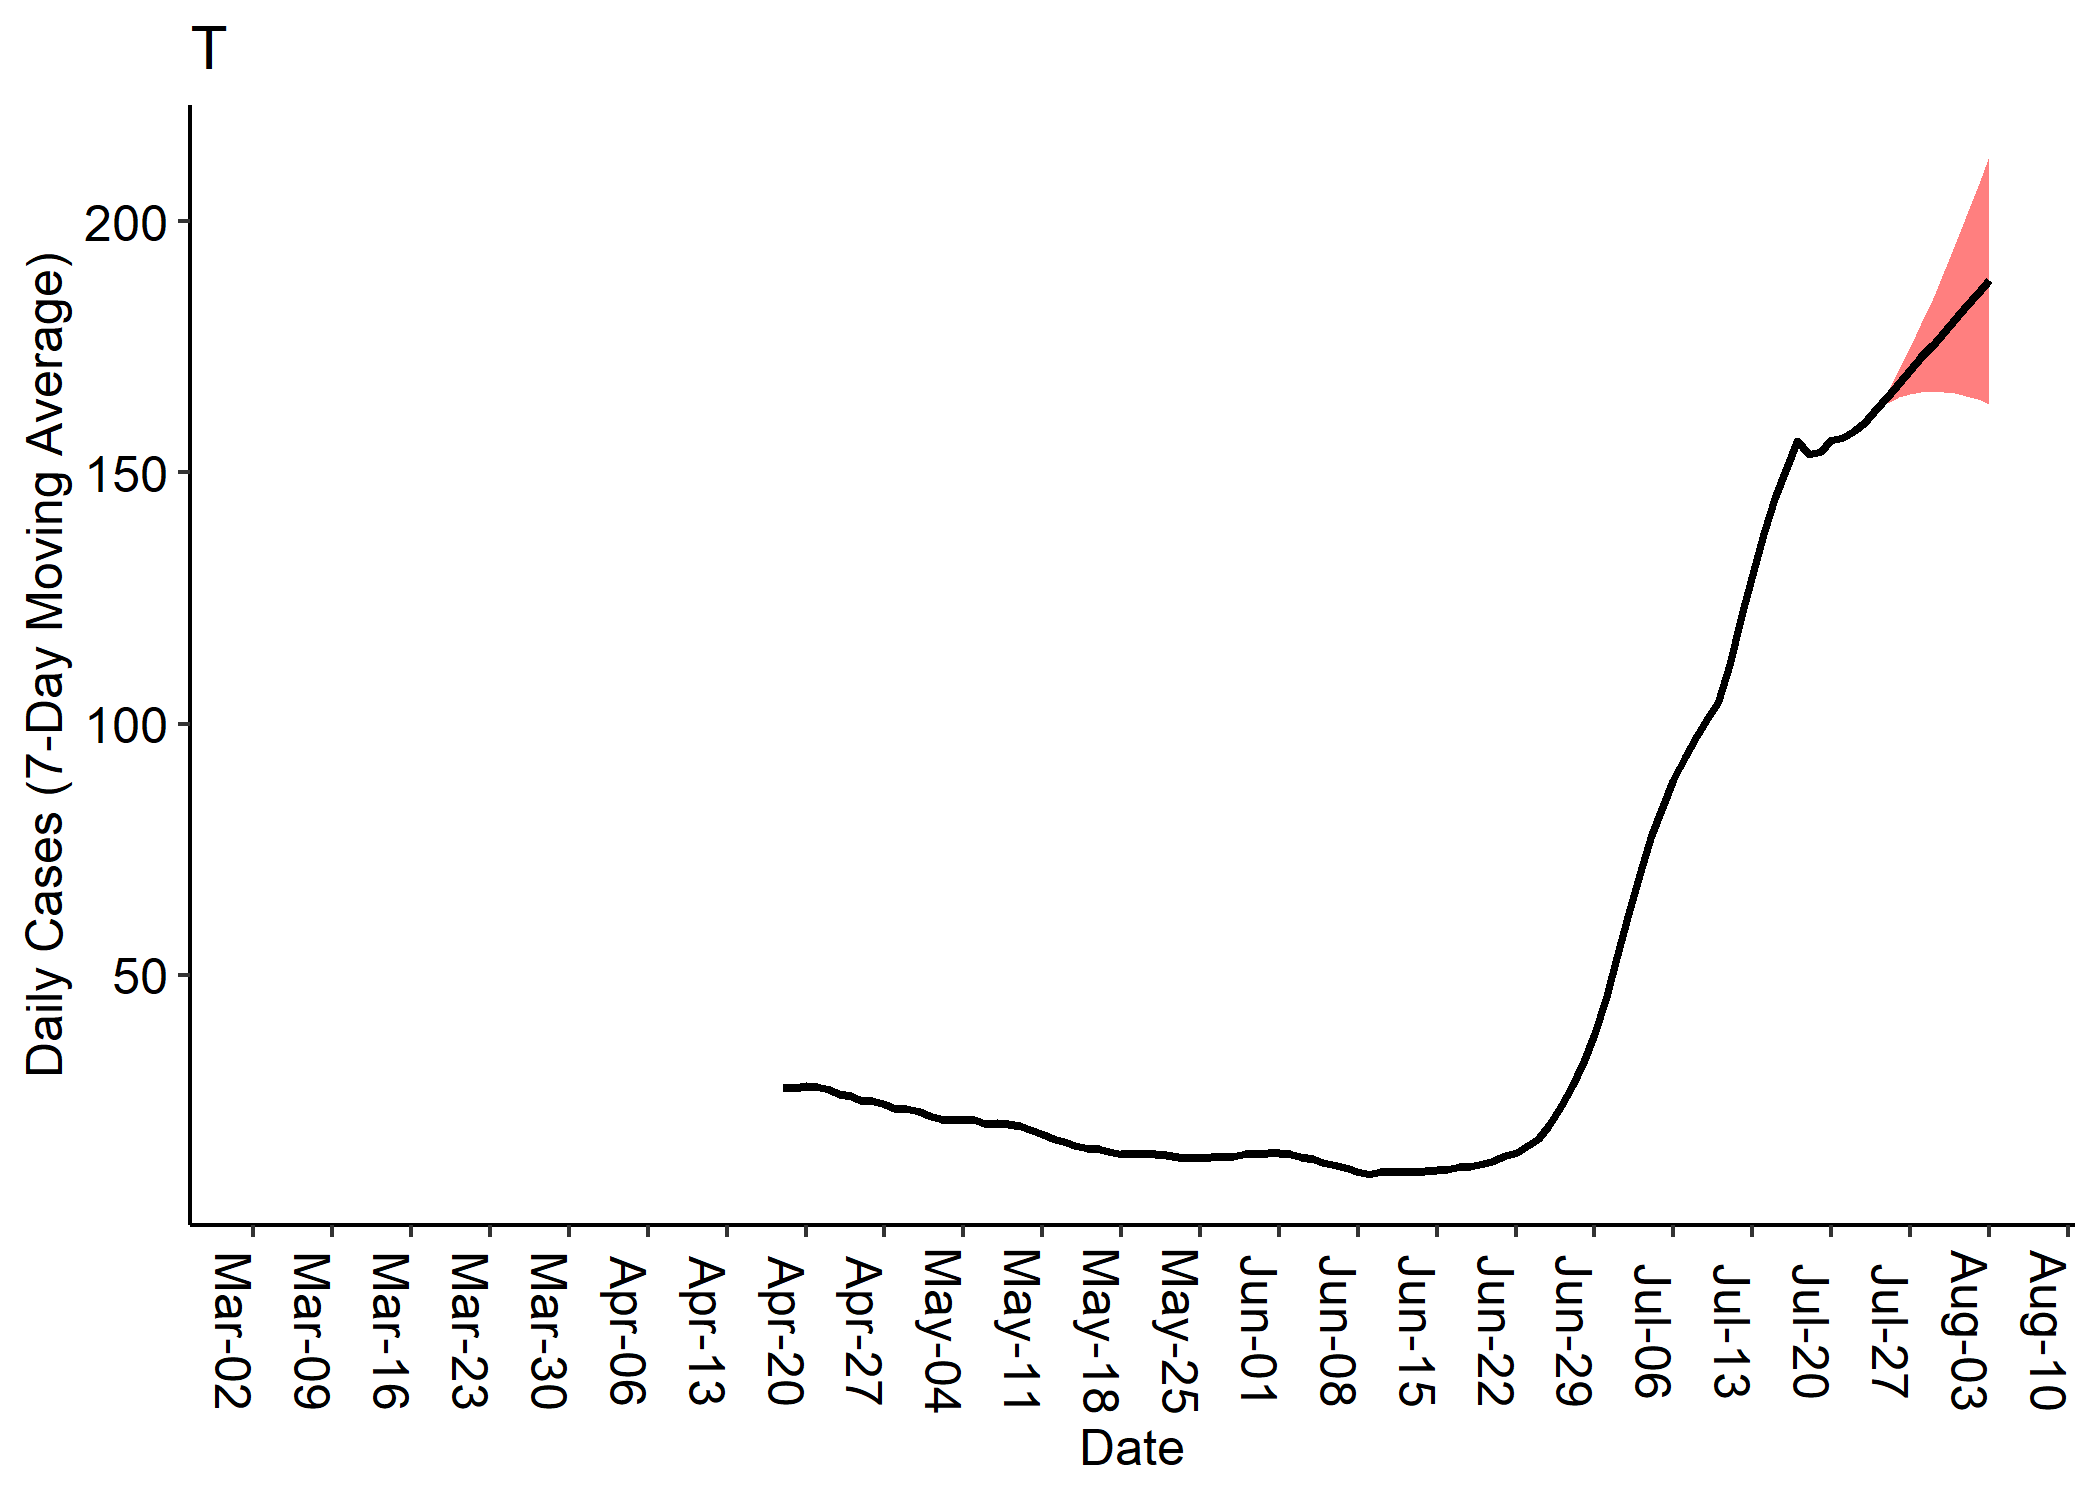 T
Daily Cases (7-Day Moving Average)
200
150
100
50
Mar-02
Mar-09
Mar-16
Mar-23
Mar-30
Apr-06
Apr-13
Apr-20
Apr-27
May-04
May-11
May-18
May-25
Jun-01
Jun-08
Jun-15
Jun-22
Jun-29
Jul-06
Jul-13
Jul-20
Jul-27
Aug-03
Aug-10
Date